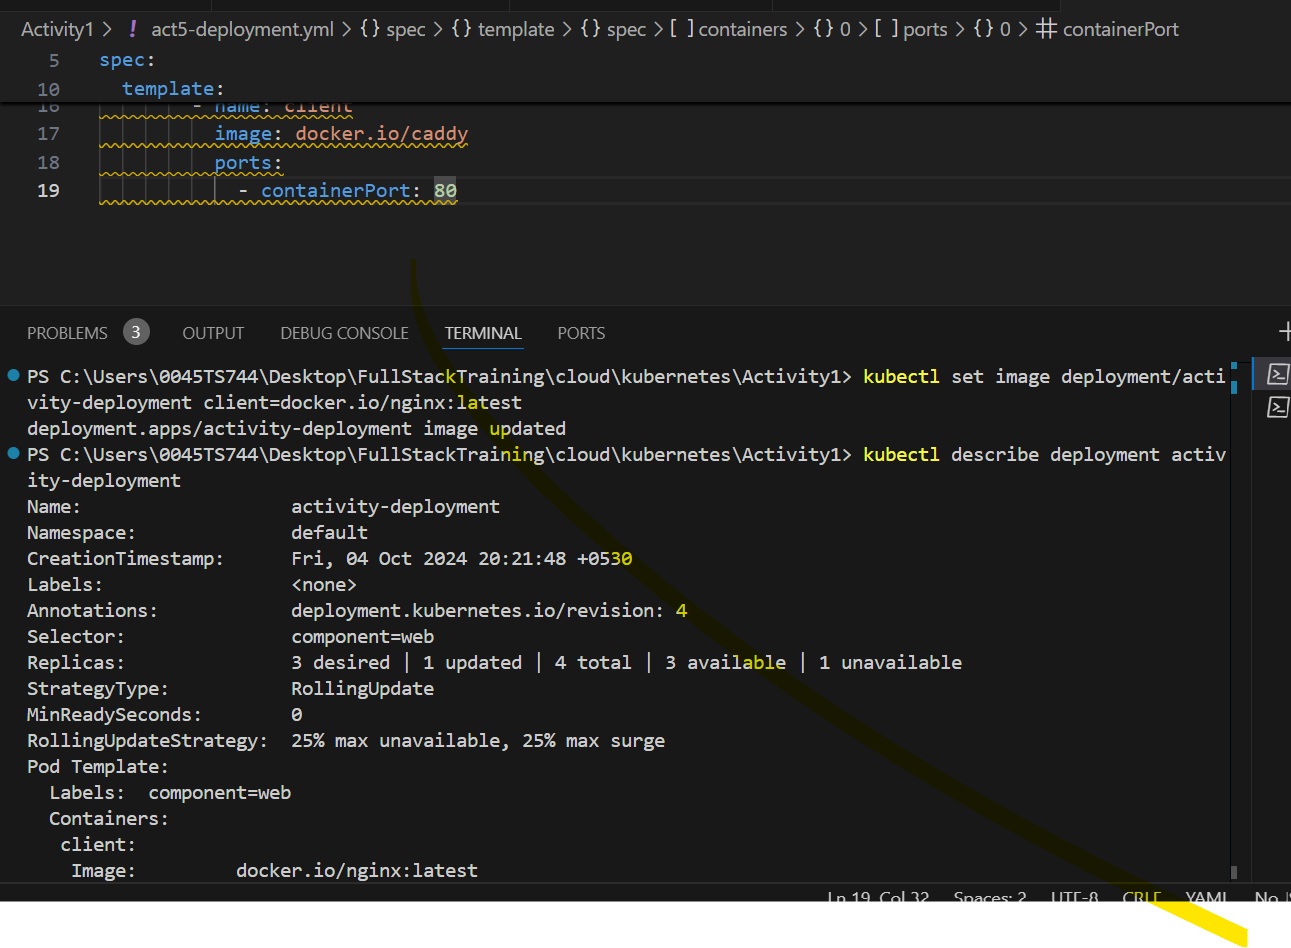 Activity1 > ! act5-deployment.yml > {} spec > {} template > {} spec > [ ] containers > {} 0 > [ ] ports > {} 0 > # containerPort
5 spec:
10 template:
16 - name: client
17 image: docker.io/caddy
18 ports:
19 - containerPort: 80
PROBLEMS 3 OUTPUT DEBUG CONSOLE TERMINAL PORTS
PS C:\Users\0045TS744\Desktop\FullStackTraining\cloud\kubernetes\Activity1> kubectl set image deployment/acti
vity-deployment client=docker.io/nginx:latest
deployment.apps/activity-deployment image updated
PS C:\Users\0045TS744\Desktop\FullStackTraining\cloud\kubernetes\Activity1> kubectl describe deployment activ
ity-deployment
Name: activity-deployment
Namespace: default
CreationTimestamp: Fri, 04 Oct 2024 20:21:48 +0530
Labels: <none>
Annotations: deployment.kubernetes.io/revision: 4
Selector: component=web
Replicas: 3 desired | 1 updated | 4 total | 3 available | 1 unavailable
StrategyType: RollingUpdate
MinReadySeconds: 0
RollingUpdateStrategy: 25% max unavailable, 25% max surge
Pod Template:
Labels: component=web
Containers:
client:
Image: docker.io/nginx:latest
Ln 19, Col 32 Spaces: 2 UTF-8 CRLF YAML No